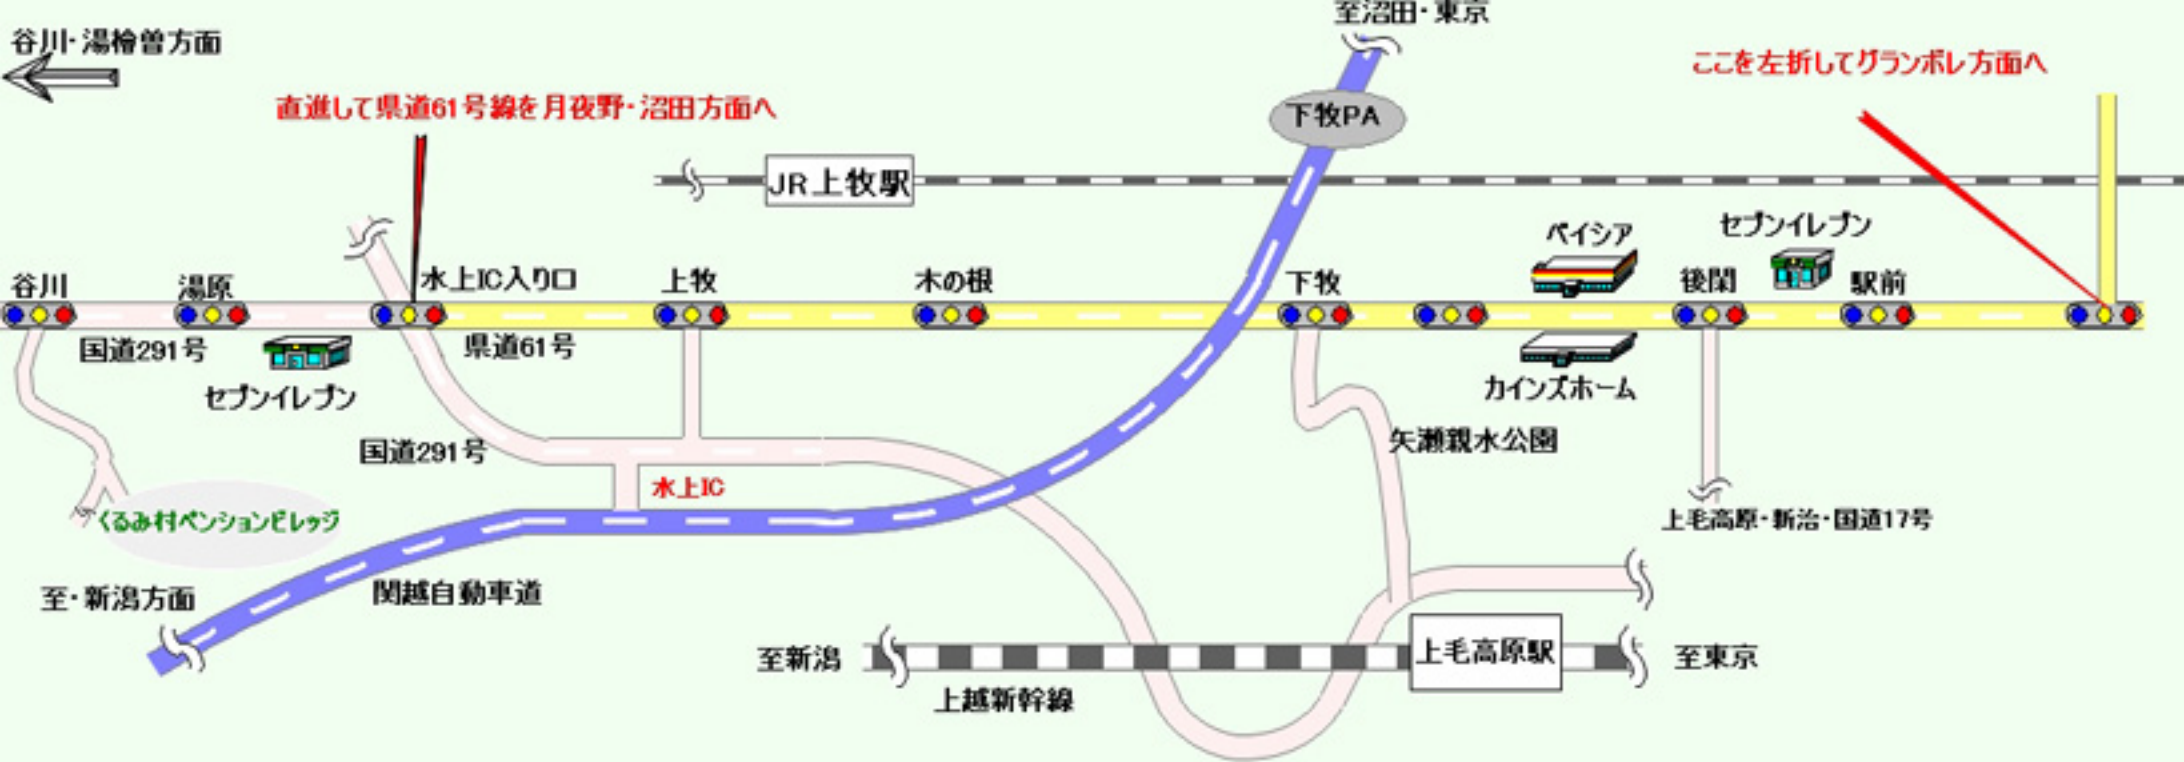 至沼田・東京
谷川・湯檜曽方面
ここを左折してグランボレ方面へ
直進して県道61号線を月夜野・沼田方面へ
下牧PA
JR上牧駅
ベイシア
セブンイレブン
谷川
湯原
水上IC入り口
上牧
木の根
下牧
後閑
駅前
国道291号
県道61号
セブンイレブン
カインズホーム
国道291号
矢瀬親水公園
水上IC
くるみ村ペンションビレッジ
上毛高原・新治・国道17号
至・新潟方面
関越自動車道
至新潟
上毛高原駅
至東京
上越新幹線